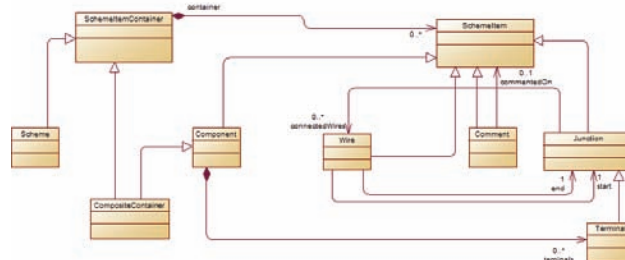 container
SchemeItemContainer
SchemeItem
0..*
0..1
commentedOn
0..*
connectedWired
Scheme
Component
Wire
Comment
Junction
1
end
1
start
CompositeContainer
Terminal
0..*
terminals